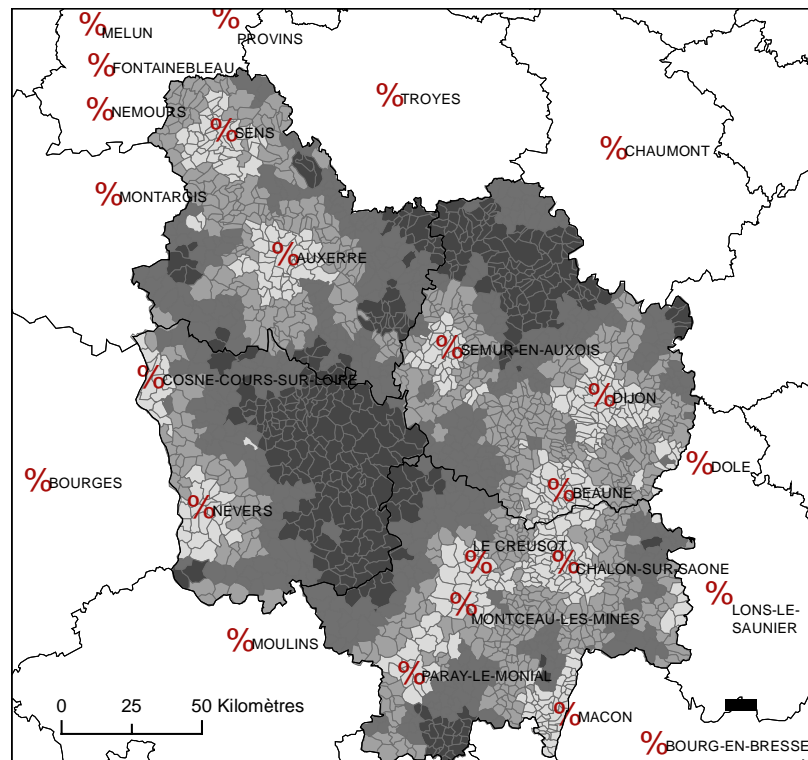 % MELUN
% PROVINS
% FONTAINEBLEAU
% TROYES
% NEMOURS
% SENS
% CHAUMONT
% MONTARGIS
% AUXERRE
% SEMUR-EN-AUXOIS
% COSNE-COURS-SUR-LOIRE
% DIJON
% DOLE
% BOURGES
% BEAUNE
% NEVERS
LE CREUSOT
%
% CHALON-SUR-SAONE
% LONS-LE-
SAUNIER
% MONTCEAU-LES-MINES
% MOULINS
% PARAY-LE-MONIAL
0 25 50 Kilomètres
% MACON
% BOURG-EN-BRESSE